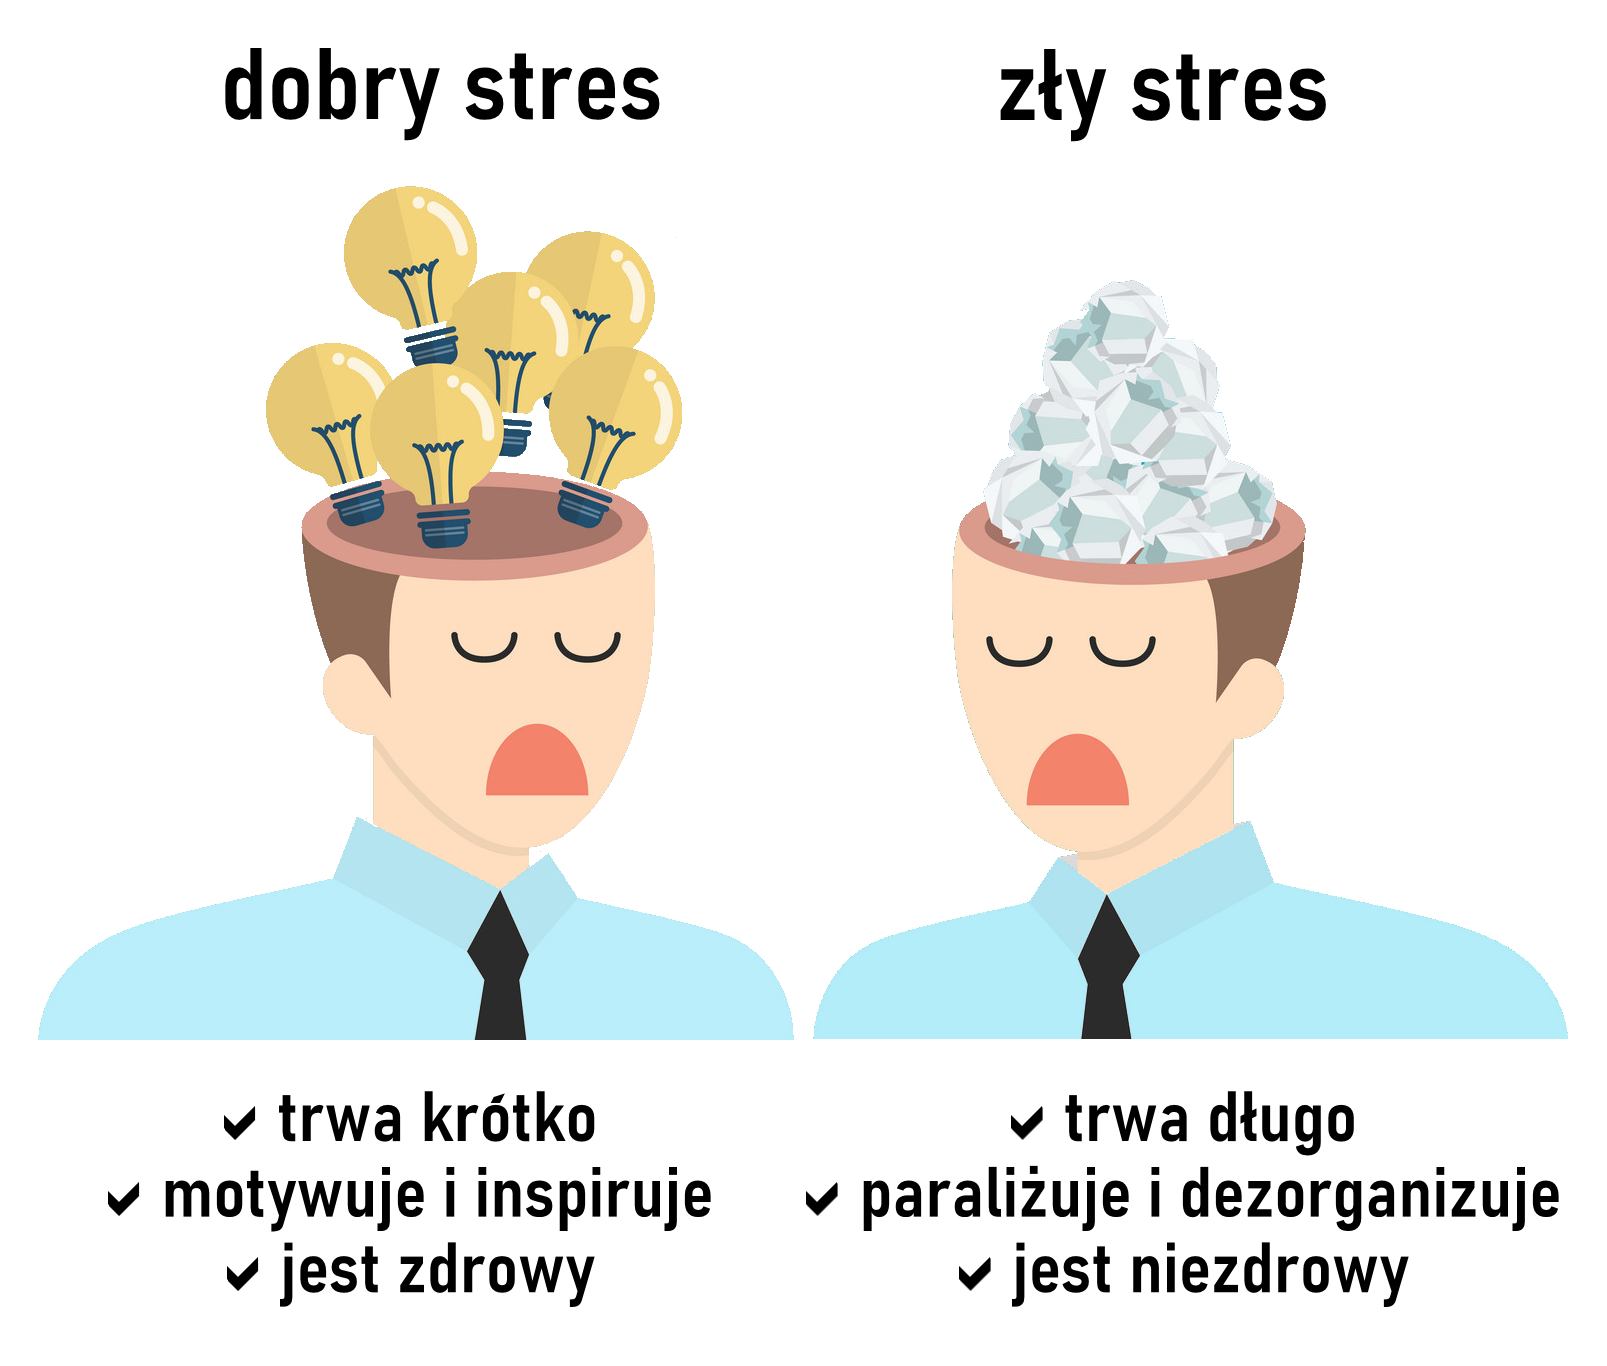 dobry stres
trwa krótko
motywuje i inspiruje
jest zdrowy
zły stres
trwa długo
paraliżuje i dezorganizuje
jest niezdrowy